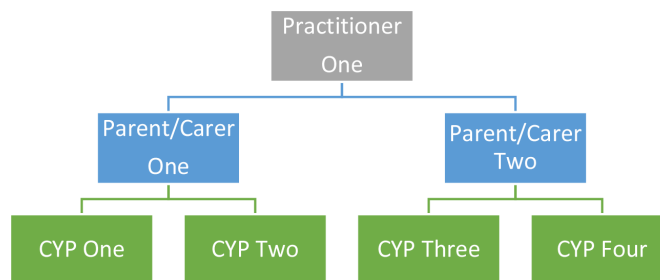 Practitioner
One
Parent/Carer
One
Parent/Carer
Two
CYP One
CYP Two
CYP Three
CYP Four